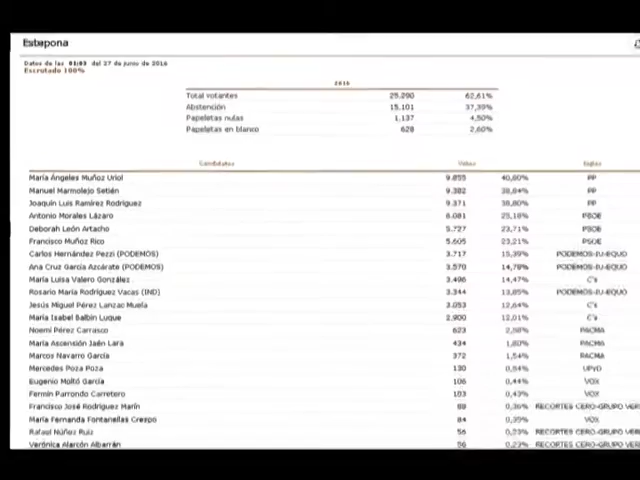 Estepona
Datos de las 01:03 del 27 de junio de 2016
Escrutado 100%
2016
Total votantes 25.290 62,61%
Abstención 15.101 37,39%
Papeletas nulas 1.137 4,50%
Papeletas en blanco 628 2,60%
Candidatos Votos Siglas
María Ángeles Muñoz Uriol 9.855 40,80% PP
Manuel Marmolejo Setién 9.382 38,84% PP
Joaquín Luis Ramírez Rodríguez 9.371 38,80% PP
Antonio Morales Lázaro 6.081 25,18% PSOE
Deborah León Artacho 5.727 23,71% PSOE
Francisco Muñoz Rico 5.605 23,21% PSOE
Carlos Hernández Pezzi (PODEMOS) 3.717 15,39% PODEMOS-IU-EQUO
Ana Cruz García Azcárate (PODEMOS) 3.570 14,78% PODEMOS-IU-EQUO
María Luisa Valero González 3.496 14,47% C's
Rosario María Rodríguez Vacas (IND) 3.344 13,85% PODEMOS-IU-EQUO
Jesús Miguel Pérez Lanzac Muela 3.053 12,64% C's
María Isabel Balbín Luque 2.900 12,01% C's
Noemí Pérez Carrasco 623 2,58% PACMA
María Ascensión Jaén Lara 434 1,80% PACMA
Marcos Navarro García 372 1,54% PACMA
Mercedes Poza Poza 130 0,54% UPYD
Eugenio Moltó García 106 0,44% VOX
Fermín Parrondo Carretero 103 0,43% VOX
Francisco José Rodríguez Marín 88 0,36% RECORTES CERO-GRUPO VER
María Fernanda Fontanellas Crespo 84 0,35% VOX
Rafael Núñez Ruiz 56 0,23% RECORTES CERO-GRUPO VER
Verónica Alarcón Albarrán 56 0,23% RECORTES CERO-GRUPO VER